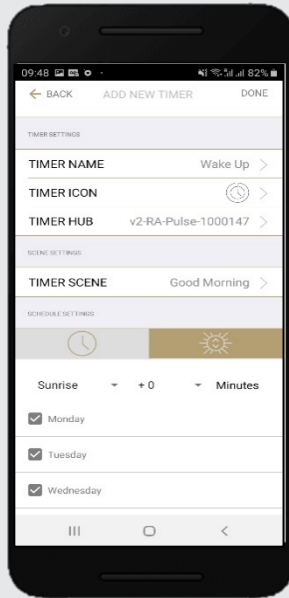 09:48 82%
BACK ADD NEW TIMER DONE
TIMER SETTINGS
TIMER NAME Wake Up
TIMER ICON
TIMER HUB v2-RA-Pulse-1000147
SCENE SETTINGS
TIMER SCENE Good Morning
SCHEDULE SETTINGS
Sunrise + 0 Minutes
Monday
Tuesday
Wednesday